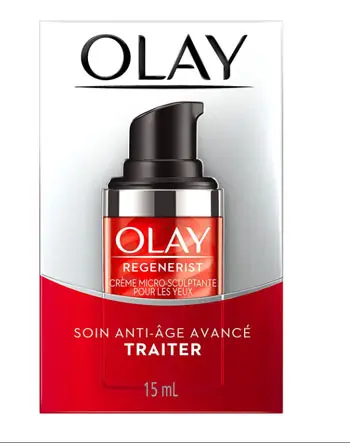 OLAY
OLAY
REGENERIST
CRÈME MICRO-SCULPTANTE
POUR LES YEUX
SOIN ANTI-ÂGE AVANCÉ
TRAITER
15 mL